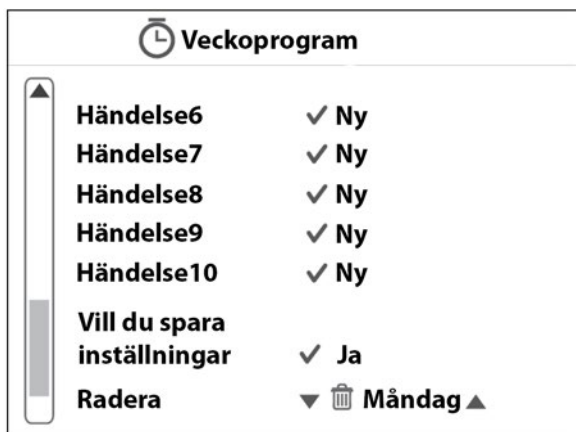 Veckoprogram
Händelse6 Ny
Händelse7 Ny
Händelse8 Ny
Händelse9 Ny
Händelse10 Ny
Vill du spara
inställningar Ja
Radera Måndag